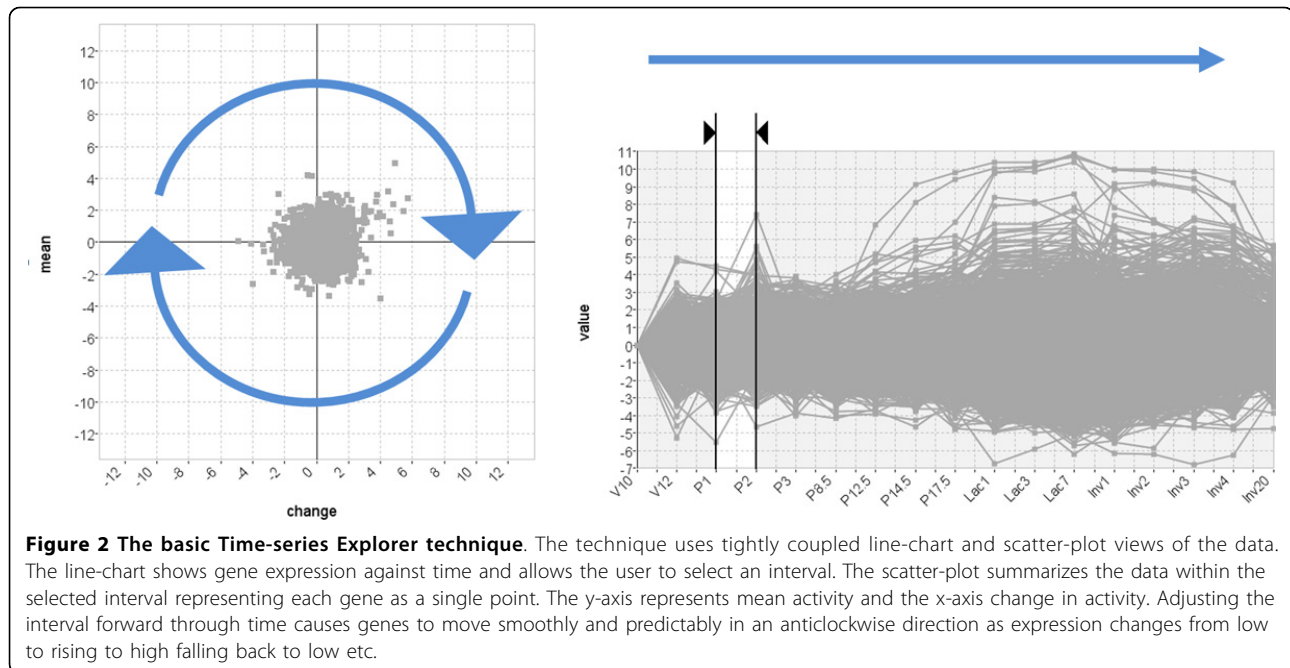 12
10
8
6
4
2
0
-2
-4
-6
-8
-10
-12
mean
-12
-10
-8
-6
-4
-2
0
2
4
6
8
10
12
change
11
10
9
8
7
6
5
4
3
2
1
0
-1
-2
-3
-4
-5
-6
-7
value
V10
V12
P1
P2
P3
P8.5
P12.5
P14.5
P17.5
Lac1
Lac3
Lac7
Inv1
Inv2
Inv3
Inv4
Inv20
Figure 2 The basic Time-series Explorer technique. The technique uses tightly coupled line-chart and scatter-plot views of the data.
The line-chart shows gene expression against time and allows the user to select an interval. The scatter-plot summarizes the data within the
selected interval representing each gene as a single point. The y-axis represents mean activity and the x-axis change in activity. Adjusting the
interval forward through time causes genes to move smoothly and predictably in an anticlockwise direction as expression changes from low
to rising to high falling back to low etc.